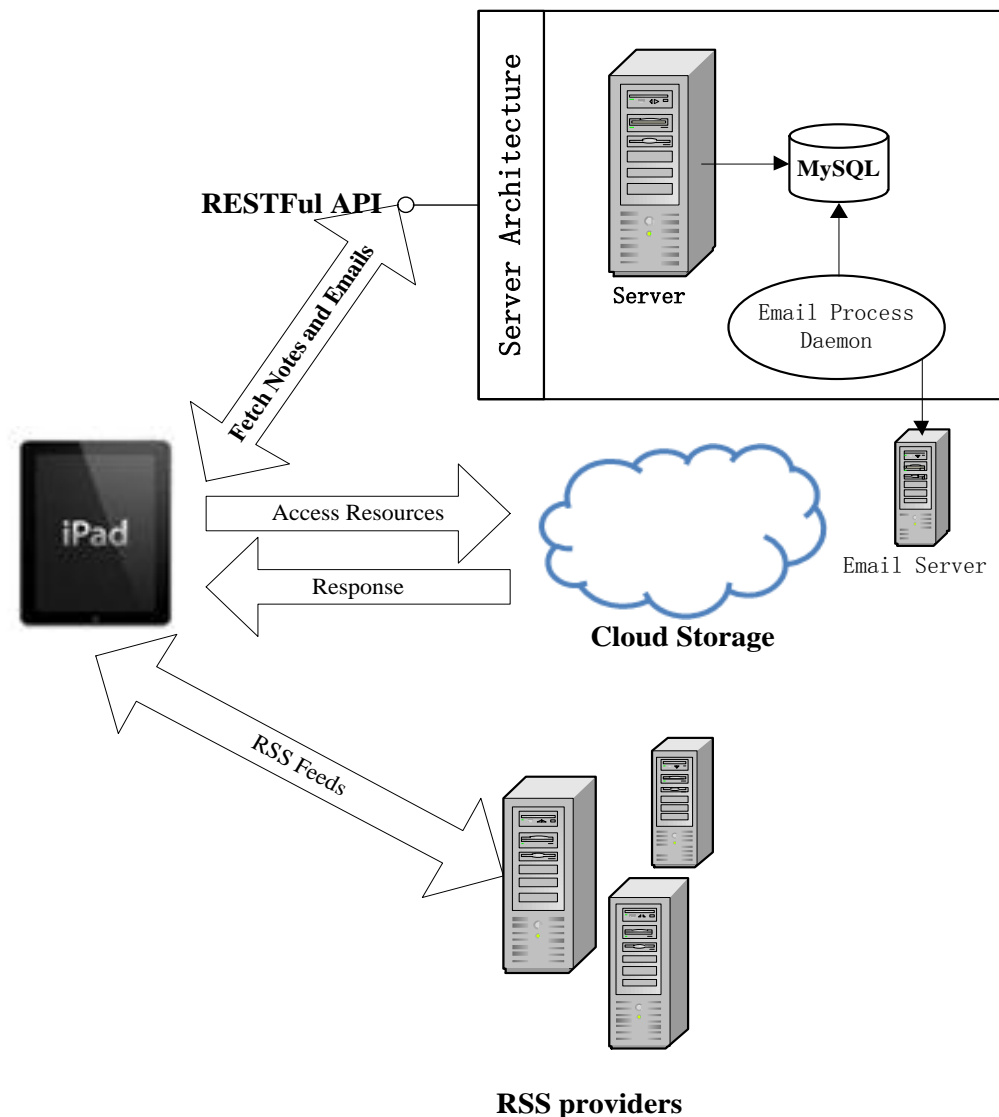 Server Architecture
MySQL
RESTFul API
Server
Email Process
Daemon
Fetch Notes and Emails
iPad
Access Resources
Response
Email Server
Cloud Storage
RSS Feeds
RSS providers